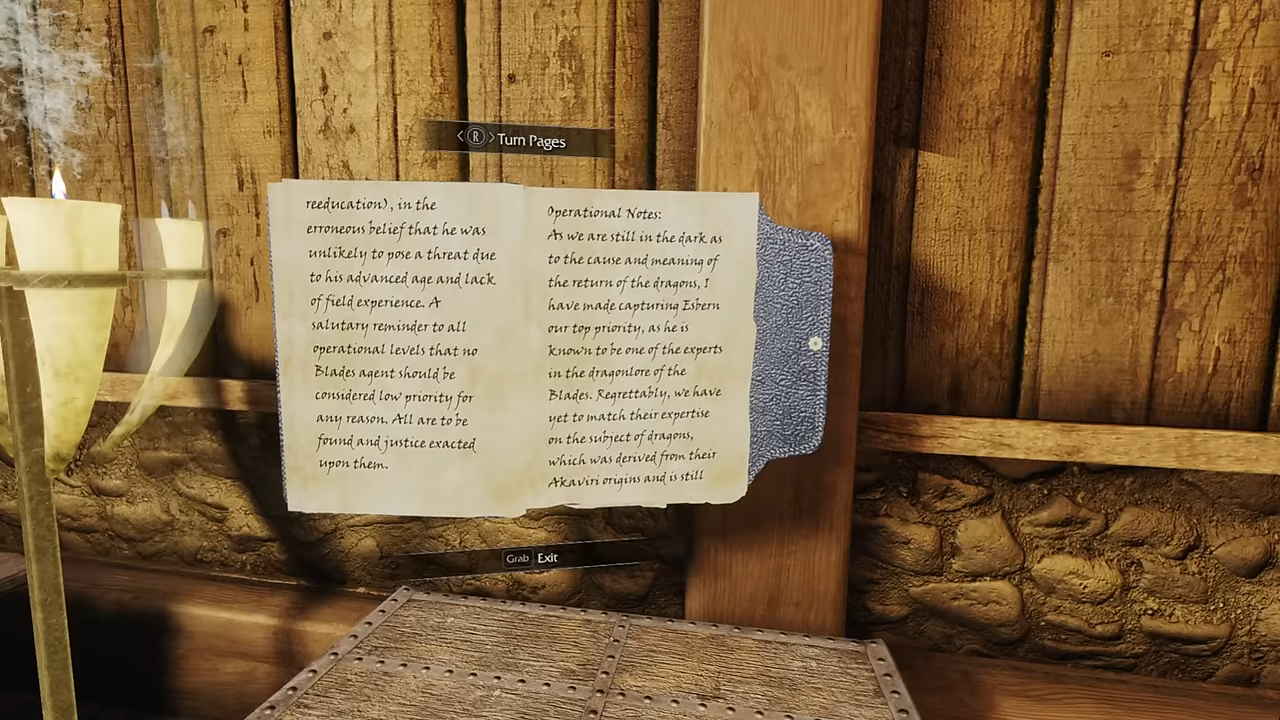 < R > Turn Pages
reeducation), in the
erroneous belief that he was
unlikely to pose a threat due
to his advanced age and lack
of field experience. A
salutary reminder to all
operational levels that no
Blades agent should be
considered low priority for
any reason. All are to be
found and justice exacted
upon them.
Operational Notes:
As we are still in the dark as
to the cause and meaning of
the return of the dragons, I
have made capturing Esbern
our top priority, as he is
known to be one of the experts
in the dragonlore of the
Blades. Regrettably, we have
yet to match their expertise
on the subject of dragons,
which was derived from their
Akaviri origins and is still
Grab Exit